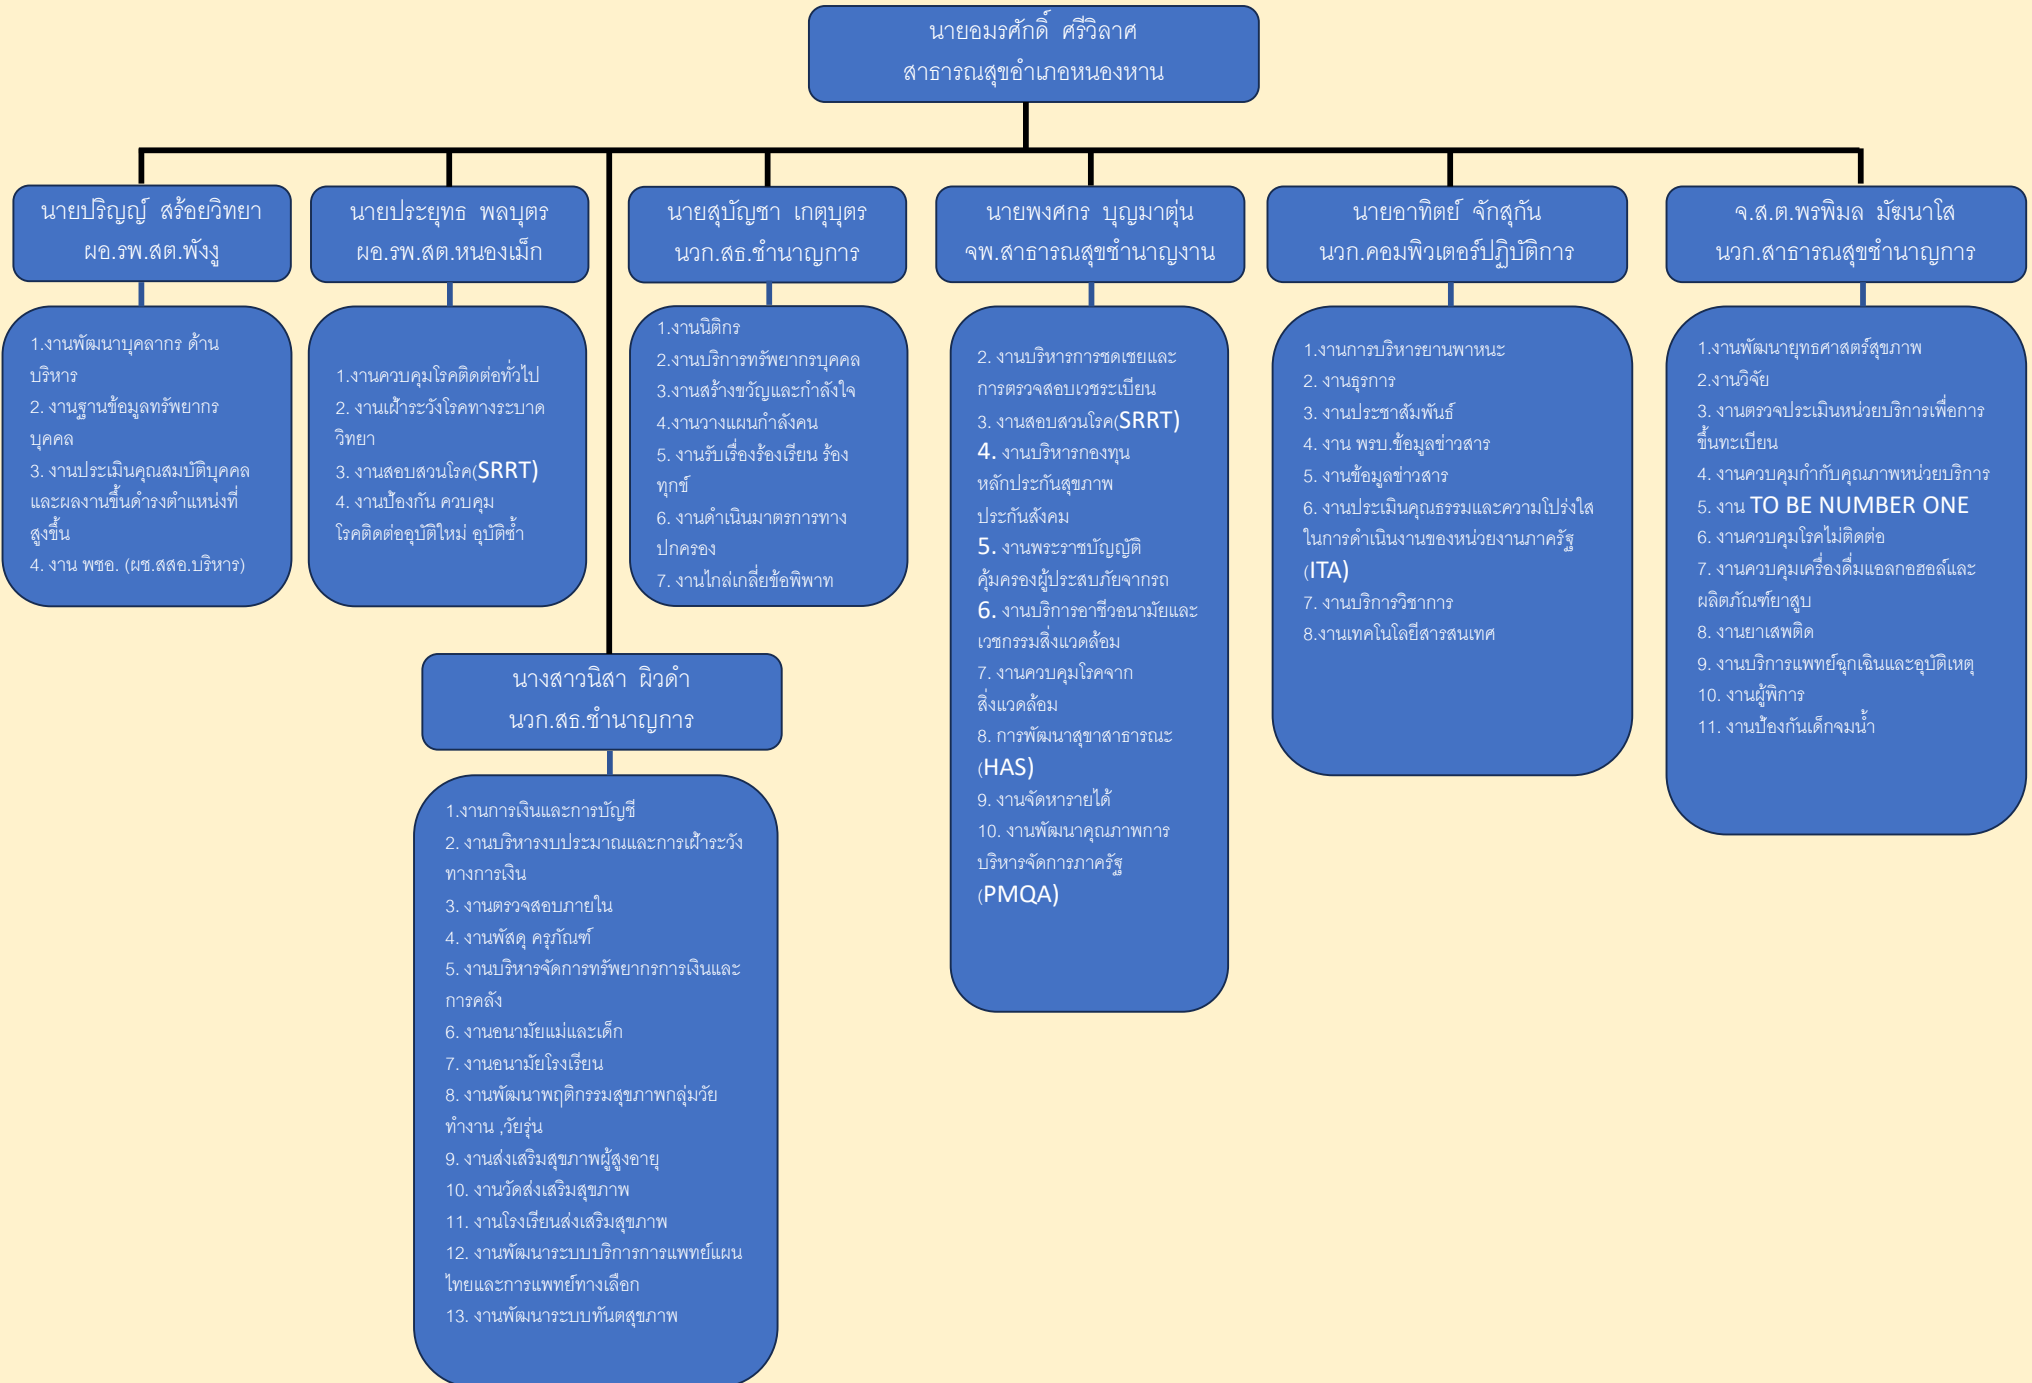 นายอมรศักดิ์ ศรีวิลาศ
สาธารณสุขอำเภอหนองหาน
นายปริญญ์ สร้อยวิทยา
ผอ.รพ.สต.พังงู
1.งานพัฒนาบุคลากร ด้าน
บริหาร
2. งานฐานข้อมูลทรัพยากร
บุคคล
3. งานประเมินคุณสมบัติบุคคล
และผลงานขึ้นดำรงตำแหน่งที่
สูงขึ้น
4. งาน พชอ. (ผช.สสอ.บริหาร)
นายประยุทธ พลบุตร
ผอ.รพ.สต.หนองเม็ก
1.งานควบคุมโรคติดต่อทั่วไป
2. งานเฝ้าระวังโรคทางระบาด
วิทยา
3. งานสอบสวนโรค(SRRT)
4. งานป้องกัน ควบคุม
โรคติดต่ออุบัติใหม่ อุบัติซ้ำ
นายสุบัญชา เกตุบุตร
นวก.สธ.ชำนาญการ
1.งานนิติกร
2.งานบริการทรัพยากรบุคคล
3.งานสร้างขวัญและกำลังใจ
4.งานวางแผนกำลังคน
5. งานรับเรื่องร้องเรียน ร้อง
ทุกข์
6. งานดำเนินมาตรการทาง
ปกครอง
7. งานไกล่เกลี่ยข้อพิพาท
นายพงศกร บุญมาตุ่น
จพ.สาธารณสุขชำนาญงาน
2. งานบริหารการชดเชยและ
การตรวจสอบเวชระเบียน
3. งานสอบสวนโรค(SRRT)
4. งานบริหารกองทุน
หลักประกันสุขภาพ
ประกันสังคม
5. งานพระราชบัญญัติ
คุ้มครองผู้ประสบภัยจากรถ
6. งานบริการอาชีวอนามัยและ
เวชกรรมสิ่งแวดล้อม
7. งานควบคุมโรคจาก
สิ่งแวดล้อม
8. การพัฒนาสุขาสาธารณะ
(HAS)
9. งานจัดหารายได้
10. งานพัฒนาคุณภาพการ
บริหารจัดการภาครัฐ
(PMQA)
นายอาทิตย์ จักสุกัน
นวก.คอมพิวเตอร์ปฏิบัติการ
1.งานการบริหารยานพาหนะ
2. งานธุรการ
3. งานประชาสัมพันธ์
4. งาน พรบ.ข้อมูลข่าวสาร
5. งานข้อมูลข่าวสาร
6. งานประเมินคุณธรรมและความโปร่งใส
ในการดำเนินงานของหน่วยงานภาครัฐ
(ITA)
7. งานบริการวิชาการ
8.งานเทคโนโลยีสารสนเทศ
จ.ส.ต.พรพิมล มัฆนาโส
นวก.สาธารณสุขชำนาญการ
1.งานพัฒนายุทธศาสตร์สุขภาพ
2.งานวิจัย
3. งานตรวจประเมินหน่วยบริการเพื่อการ
ขึ้นทะเบียน
4. งานควบคุมกำกับคุณภาพหน่วยบริการ
5. งาน TO BE NUMBER ONE
6. งานควบคุมโรคไม่ติดต่อ
7. งานควบคุมเครื่องดื่มแอลกอฮอล์และ
ผลิตภัณฑ์ยาสูบ
8. งานยาเสพติด
9. งานบริการแพทย์ฉุกเฉินและอุบัติเหตุ
10. งานผู้พิการ
11. งานป้องกันเด็กจมน้ำ
นางสาวนิสา ผิวดำ
นวก.สธ.ชำนาญการ
1.งานการเงินและการบัญชี
2. งานบริหารงบประมาณและการเฝ้าระวัง
ทางการเงิน
3. งานตรวจสอบภายใน
4. งานพัสดุ ครุภัณฑ์
5. งานบริหารจัดการทรัพยากรการเงินและ
การคลัง
6. งานอนามัยแม่และเด็ก
7. งานอนามัยโรงเรียน
8. งานพัฒนาพฤติกรรมสุขภาพกลุ่มวัย
ทำงาน ,วัยรุ่น
9. งานส่งเสริมสุขภาพผู้สูงอายุ
10. งานวัดส่งเสริมสุขภาพ
11. งานโรงเรียนส่งเสริมสุขภาพ
12. งานพัฒนาระบบบริการการแพทย์แผน
ไทยและการแพทย์ทางเลือก
13. งานพัฒนาระบบทันตสุขภาพ